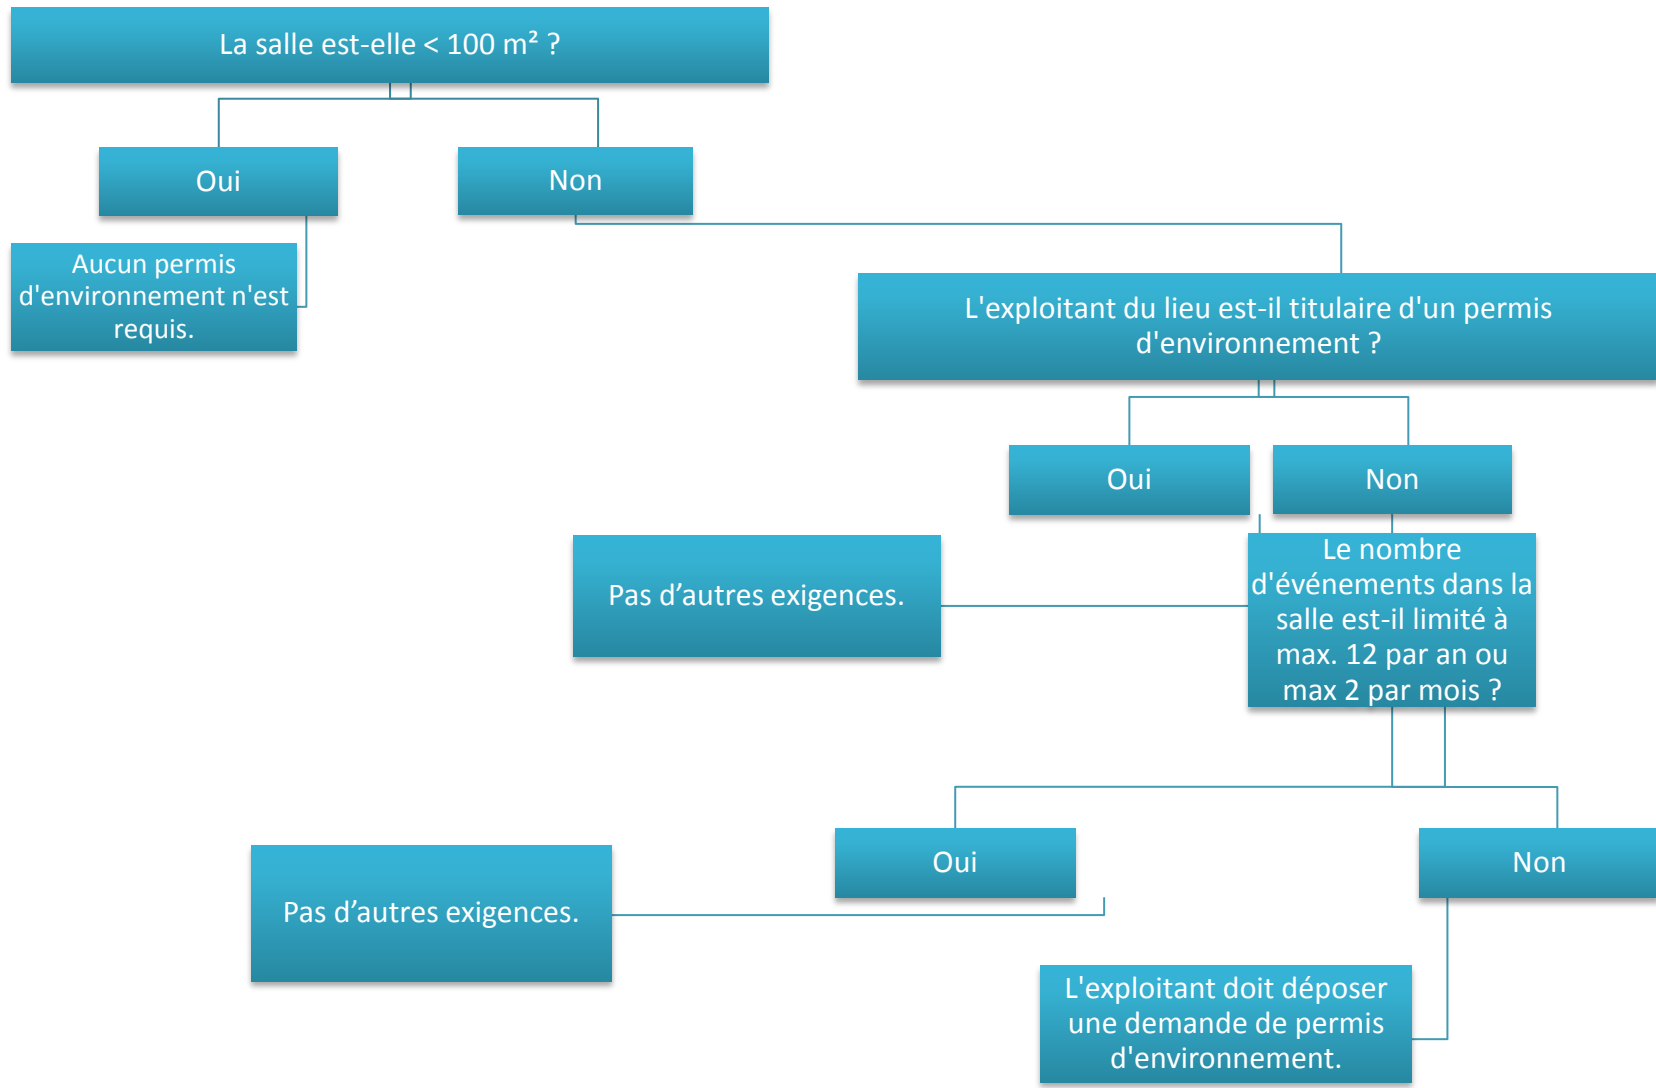 La salle est-elle < 100 m² ?
Oui
Non
Aucun permis
d'environnement n'est
requis.
L'exploitant du lieu est-il titulaire d'un permis
d'environnement ?
Oui
Non
Pas d’autres exigences.
Le nombre
d'événements dans la
salle est-il limité à
max. 12 par an ou
max 2 par mois ?
Oui
Non
Pas d’autres exigences.
L'exploitant doit déposer
une demande de permis
d'environnement.